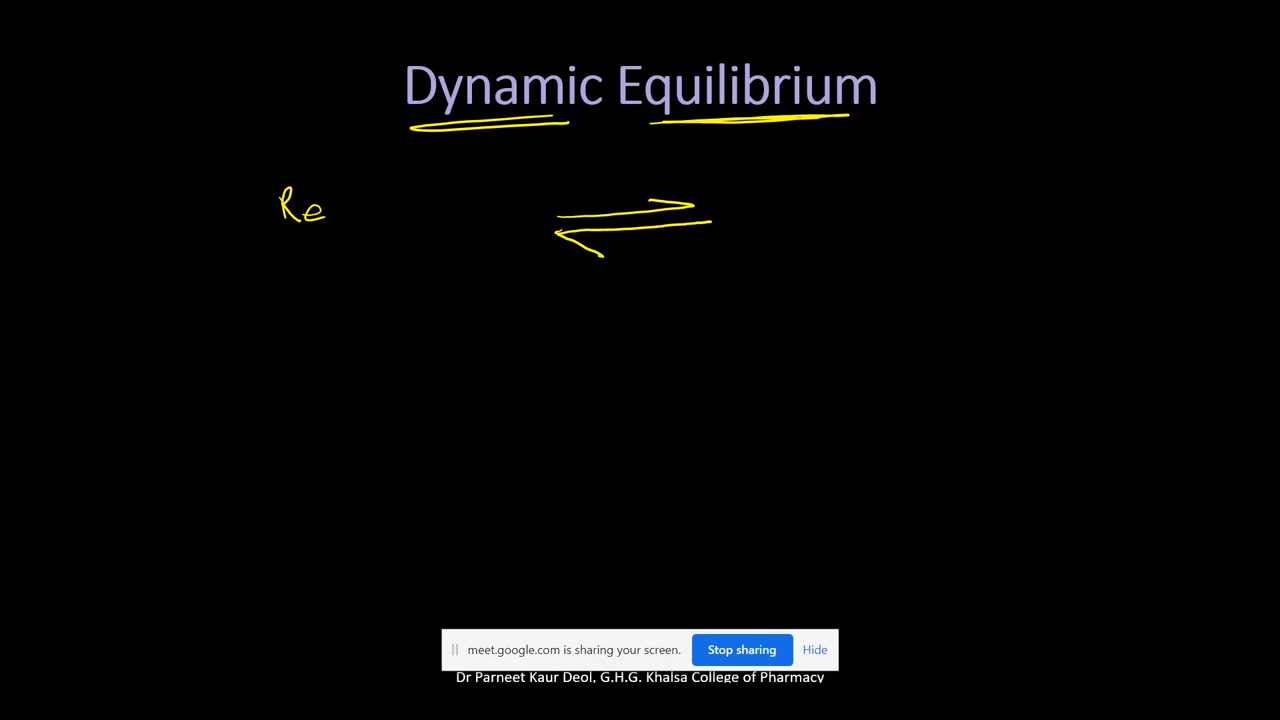 Dynamic Equilibrium
Re
meet.google.com is sharing your screen. Stop sharing Hide
Dr Parneet Kaur Deol, G.H.G. Khalsa College of Pharmacy